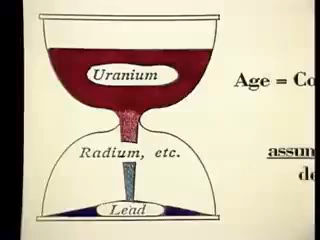 Uranium
Age = Co
Radium, etc.
assum
de
Lead